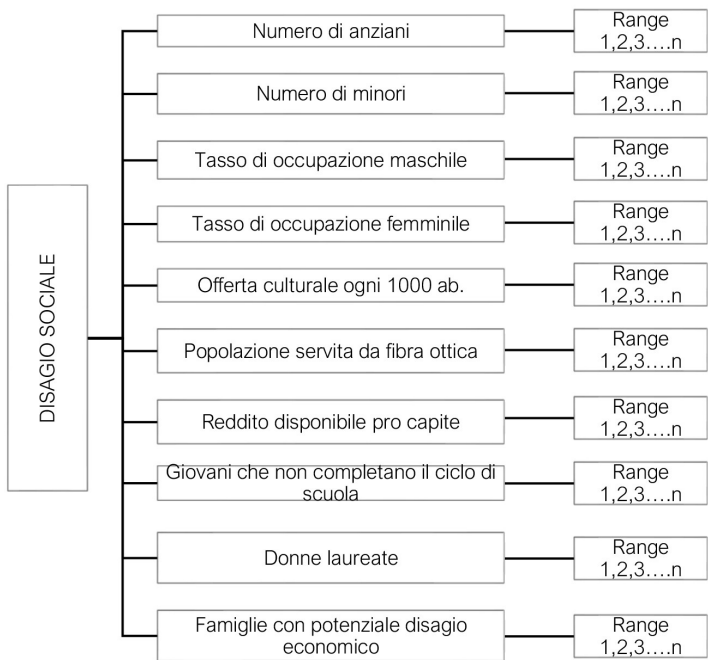 DISAGIO SOCIALE
Numero di anziani
Range
1,2,3….n
Numero di minori
Range
1,2,3….n
Tasso di occupazione maschile
Range
1,2,3….n
Tasso di occupazione femminile
Range
1,2,3….n
Offerta culturale ogni 1000 ab.
Range
1,2,3….n
Popolazione servita da fibra ottica
Range
1,2,3….n
Reddito disponibile pro capite
Range
1,2,3….n
Giovani che non completano il ciclo di
scuola
Range
1,2,3….n
Donne laureate
Range
1,2,3….n
Famiglie con potenziale disagio
economico
Range
1,2,3….n